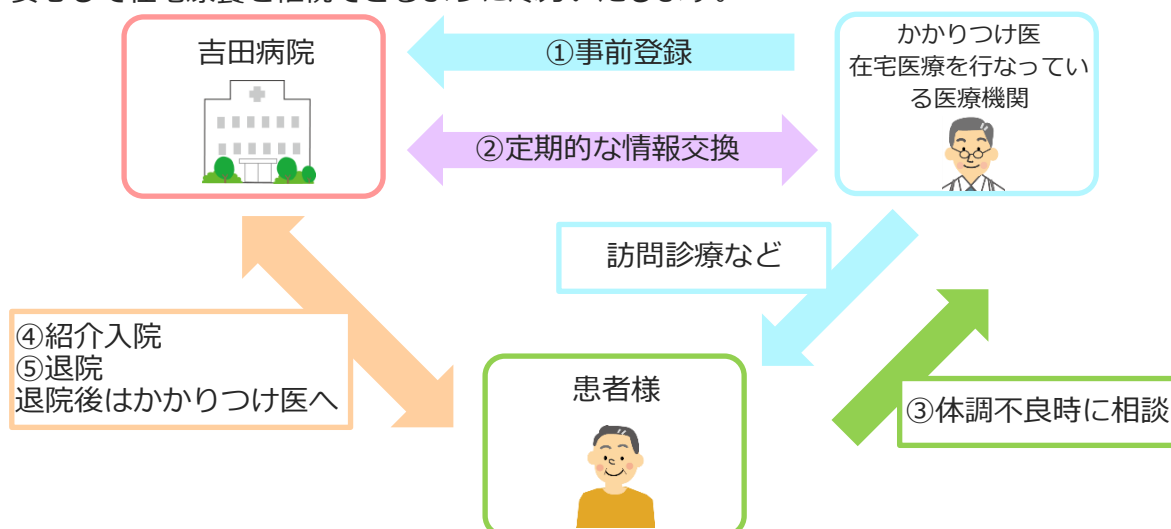 吉田病院
①事前登録
かかりつけ医
在宅医療を行なってい
る医療機関
②定期的な情報交換
訪問診療など
④紹介入院
⑤退院
退院後はかかりつけ医へ
患者様
③体調不良時に相談